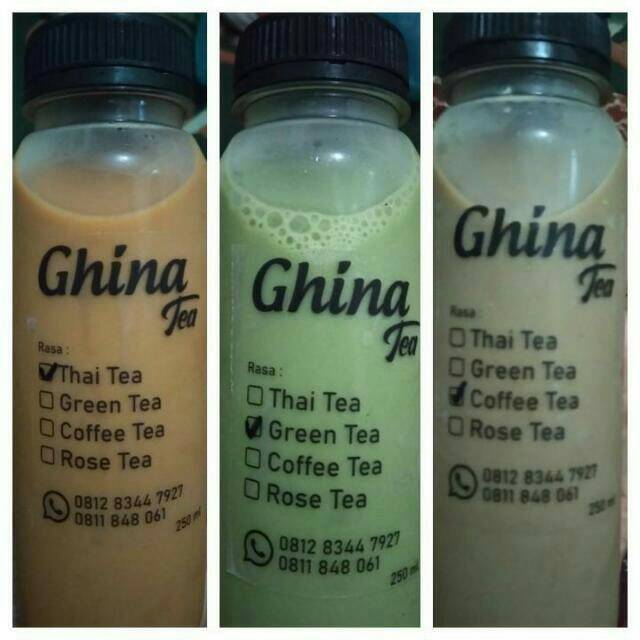 Ghina
Tea
Rasa :
Thai Tea
Green Tea
Coffee Tea
Rose Tea
0812 8344 7927
0811 848 061
250 ml
Ghina
Tea
Rasa :
Thai Tea
Green Tea
Coffee Tea
Rose Tea
0812 8344 7927
0811 848 061
250 ml
Ghina
Tea
Rasa :
Thai Tea
Green Tea
Coffee Tea
Rose Tea
0812 8344 7927
0811 848 061
250 ml